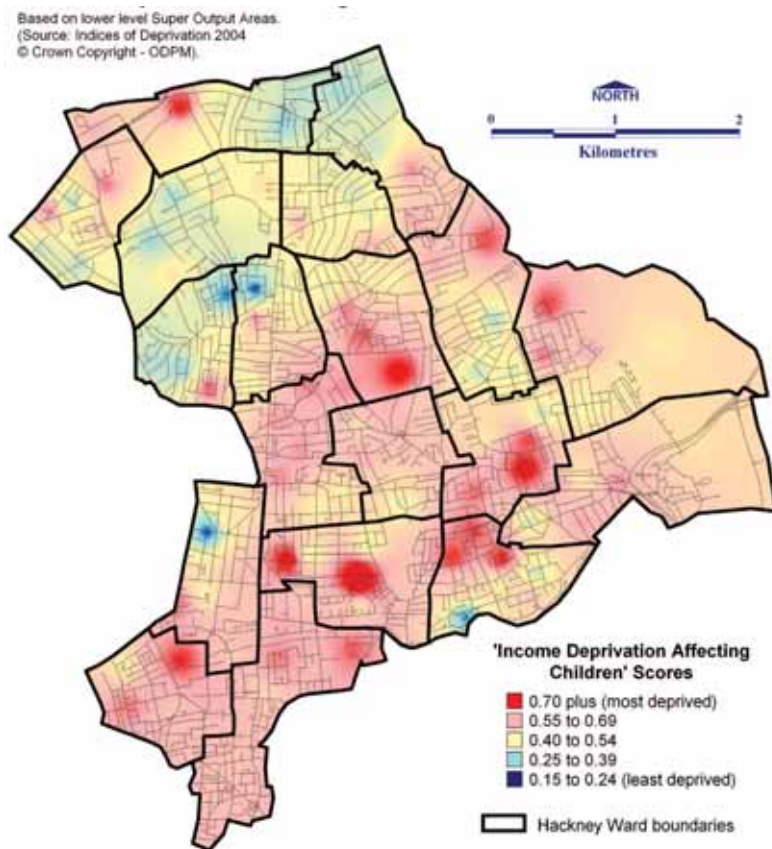 Based on lower level Super Output Areas.
(Source: Indices of Deprivation 2004
© Crown Copyright - ODPM).
NORTH
0 1 2
Kilometres
'Income Deprivation Affecting
Children' Scores
0.70 plus (most deprived)
0.55 to 0.69
0.40 to 0.54
0.25 to 0.39
0.15 to 0.24 (least deprived)
Hackney Ward boundaries